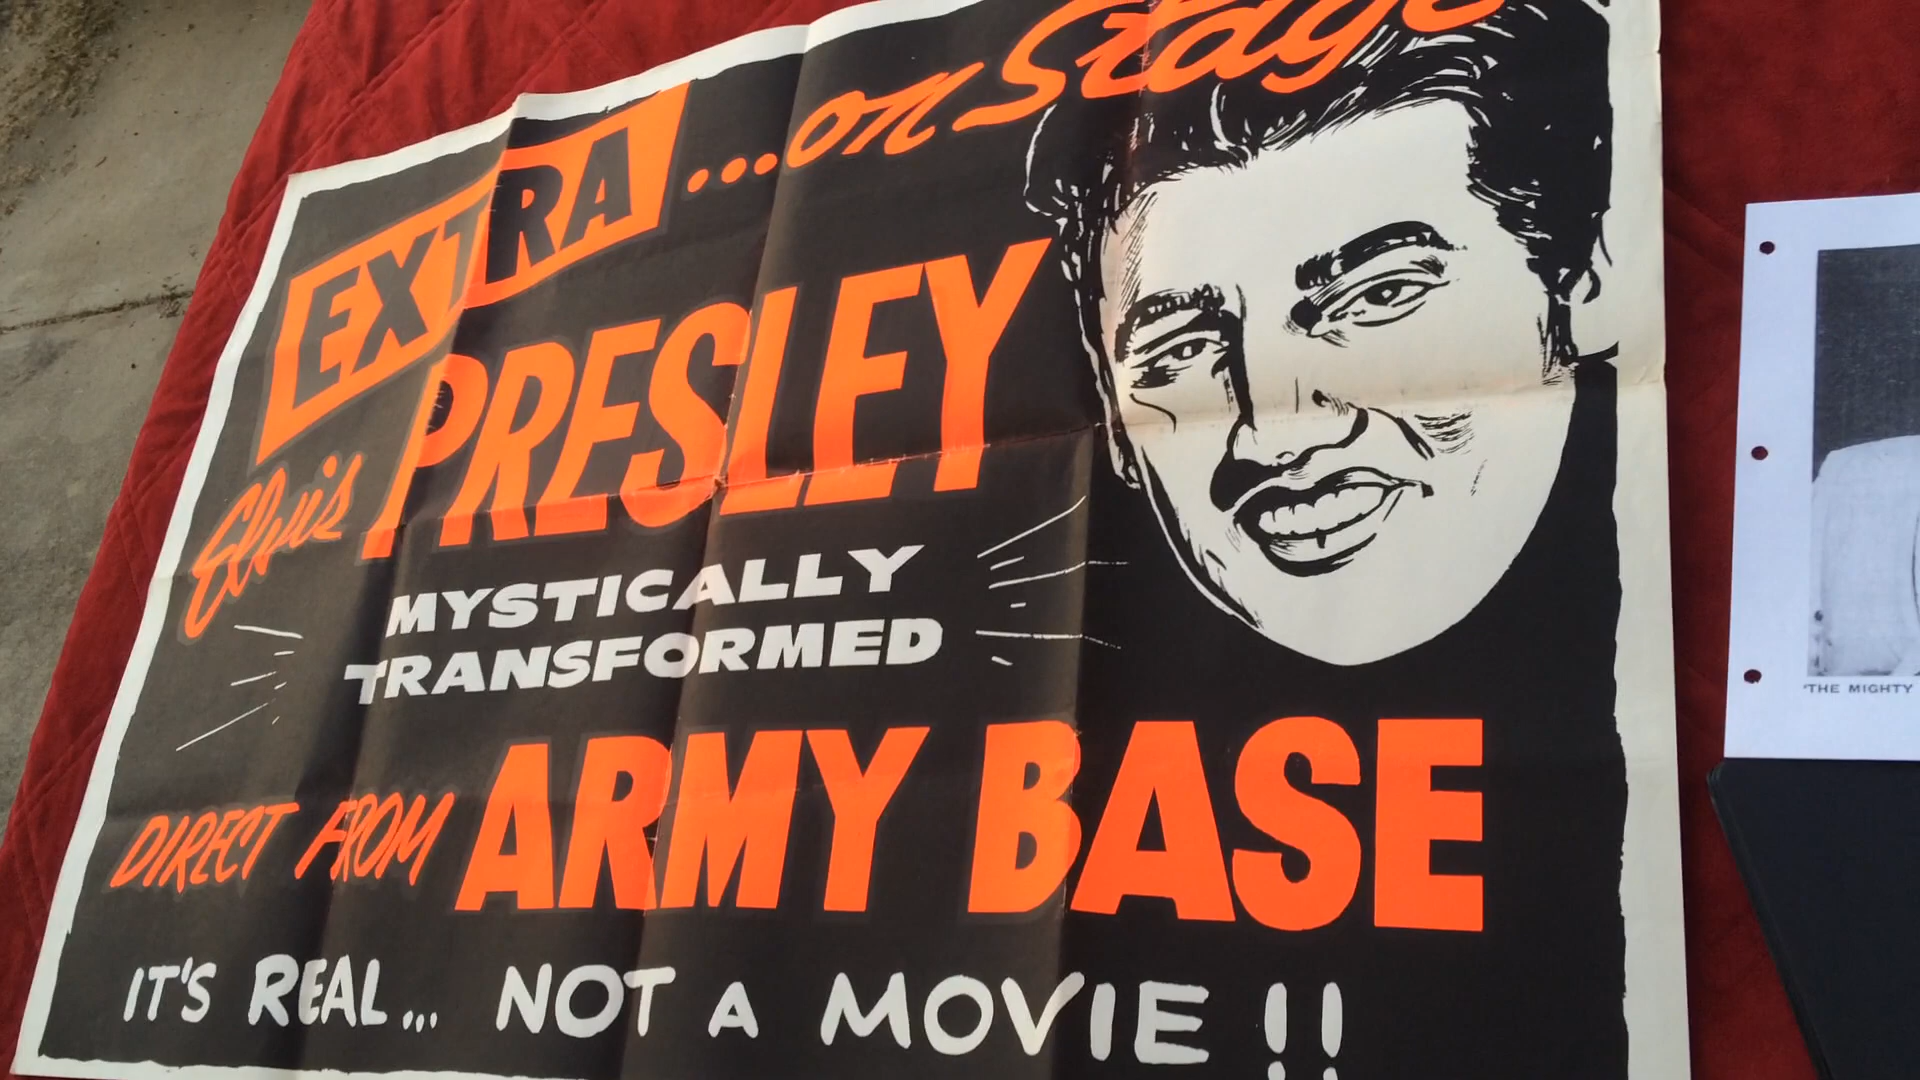 EXTRA ...on Stage
Elvis PRESLEY
MYSTICALLY
TRANSFORMED
DIRECT FROM ARMY BASE
IT'S REAL... NOT A MOVIE!!
'THE MIGHTY